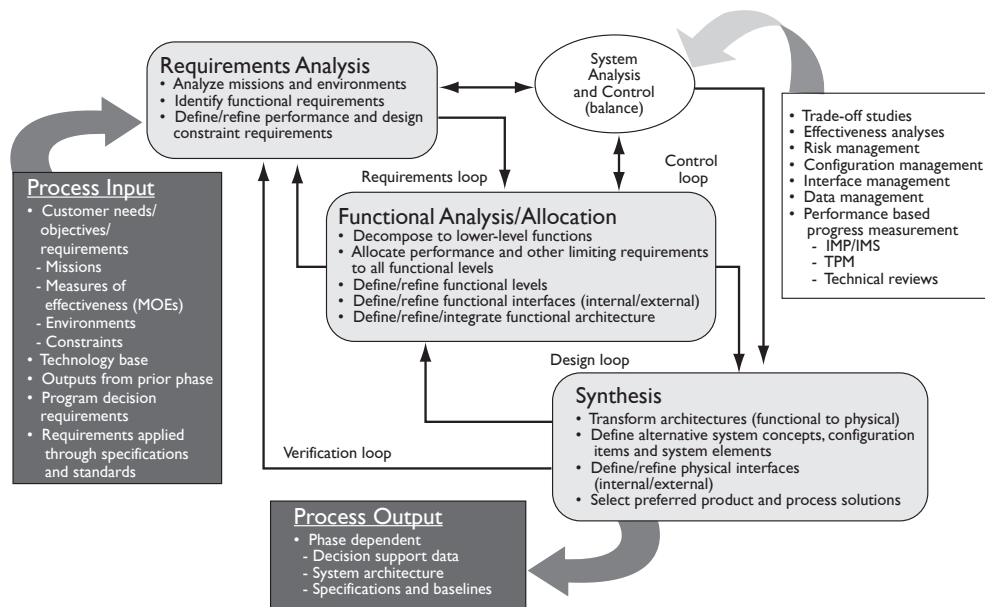 Requirements Analysis
• Analyze missions and environments
• Identify functional requirements
• Define/refine performance and design
constraint requirements
System
Analysis
and Control
(balance)
• Trade-off studies
• Effectiveness analyses
• Risk management
• Configuration management
• Interface management
• Data management
• Performance based
progress measurement
- IMP/IMS
- TPM
- Technical reviews
Requirements loop
Control
loop
Process Input
• Customer needs/
objectives/
requirements
- Missions
- Measures of
effectiveness (MOEs)
- Environments
- Constraints
• Technology base
• Outputs from prior phase
• Program decision
requirements
• Requirements applied
through specifications
and standards
Functional Analysis/Allocation
• Decompose to lower-level functions
• Allocate performance and other limiting requirements
to all functional levels
• Define/refine functional levels
• Define/refine functional interfaces (internal/external)
• Define/refine/integrate functional architecture
Design loop
Synthesis
• Transform architectures (functional to physical)
• Define alternative system concepts, configuration
items and system elements
• Define/refine physical interfaces
(internal/external)
• Select preferred product and process solutions
Verification loop
Process Output
• Phase dependent
- Decision support data
- System architecture
- Specifications and baselines